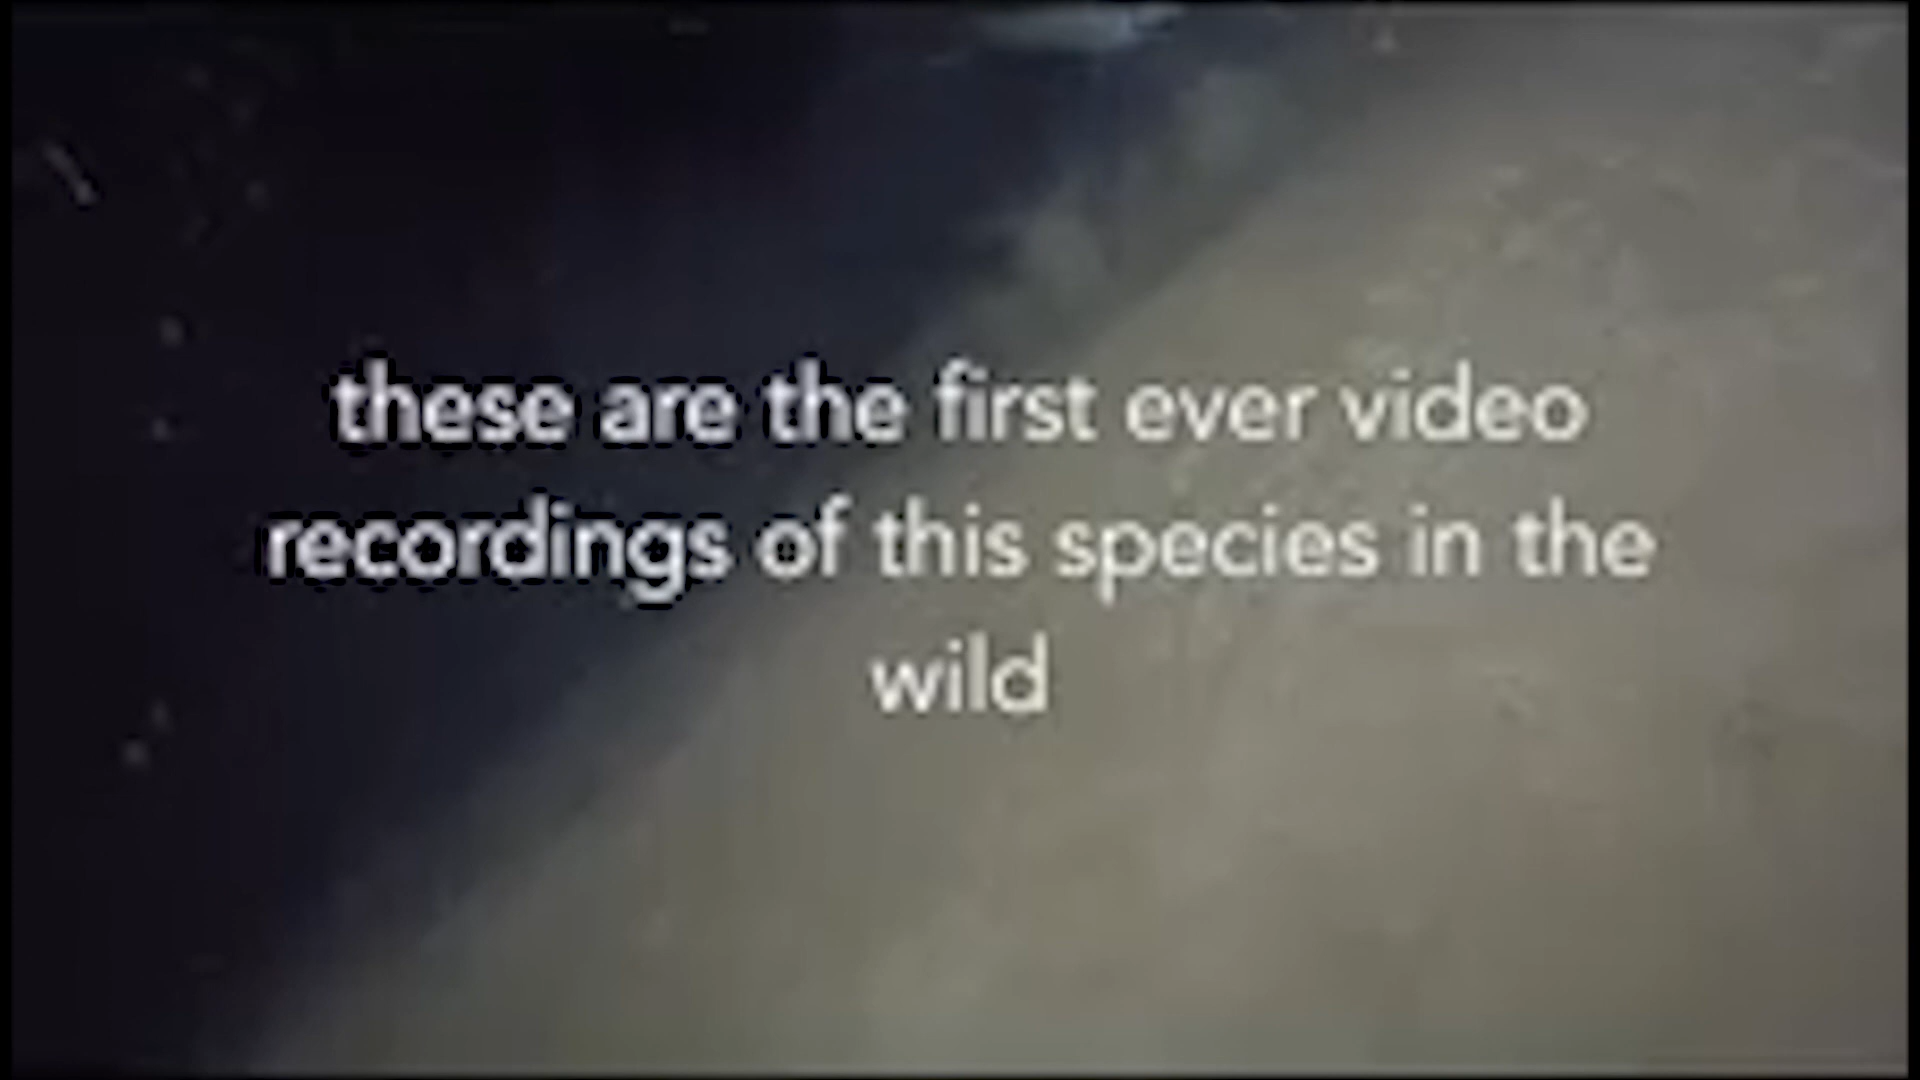 these are the first ever video
recordings of this species in the
wild